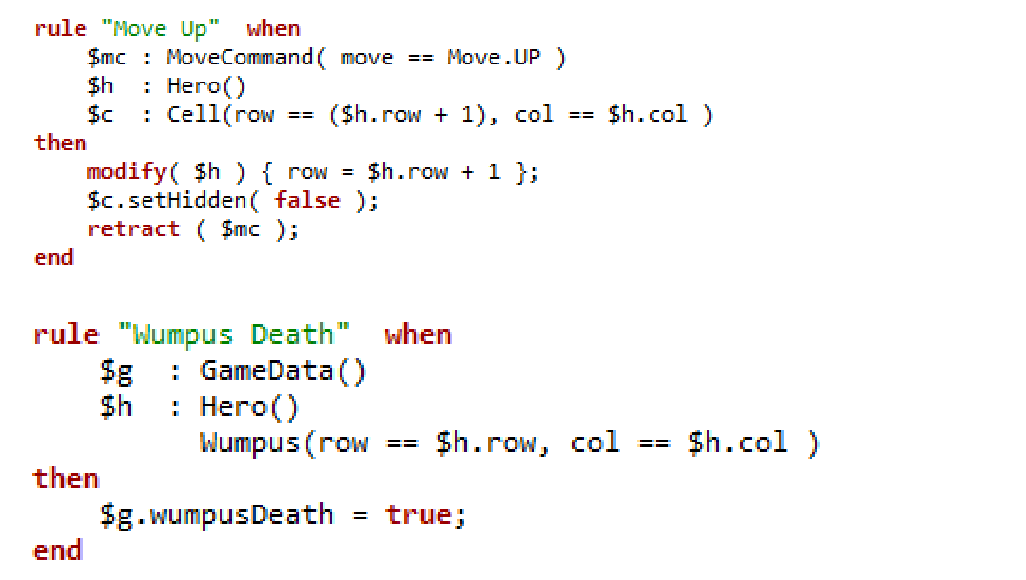 rule "Move Up"  when
    $mc : MoveCommand( move == Move.UP )
    $h  : Hero()
    $c  : Cell(row == ($h.row + 1), col == $h.col )
then
    modify( $h ) { row = $h.row + 1 };
    $c.setHidden( false );
    retract ( $mc );
end
rule "Wumpus Death"  when
    $g  : GameData()
    $h  : Hero()
          Wumpus(row == $h.row, col == $h.col )
then
    $g.wumpusDeath = true;
end